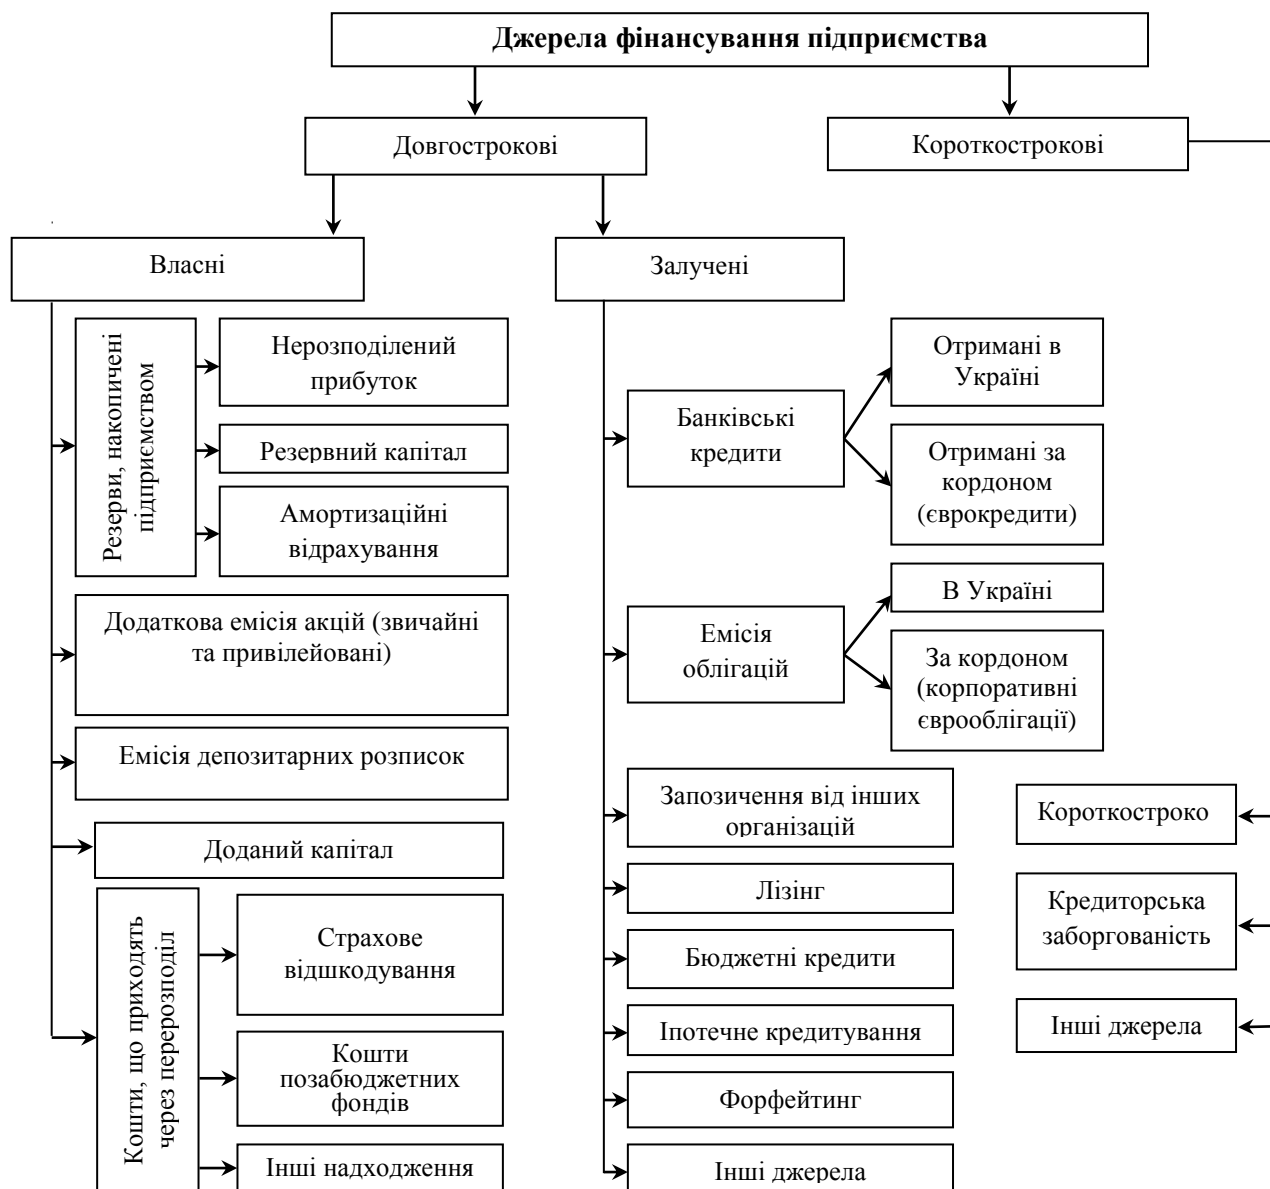 Джерела фінансування підприємства
Довгострокові
Короткострокові
Власні
Залучені
Резерви, накопичені
підприємством
Нерозподілений
прибуток
Резервний капітал
Амортизаційні
відрахування
Додаткова емісія акцій (звичайні
та привілейовані)
Емісія депозитарних розписок
Доданий капітал
Кошти, що приходять
через перерозподіл
Страхове
відшкодування
Кошти
позабюджетних
фондів
Інші надходження
Банківські
кредити
Отримані в
Україні
Отримані за
кордоном
(єврокредити)
Емісія
облігацій
В Україні
За кордоном
(корпоративні
єврооблігації)
Запозичення від інших
організацій
Лізінг
Бюджетні кредити
Іпотечне кредитування
Форфейтинг
Інші джерела
Короткостроко
Кредиторська
заборгованість
Інші джерела